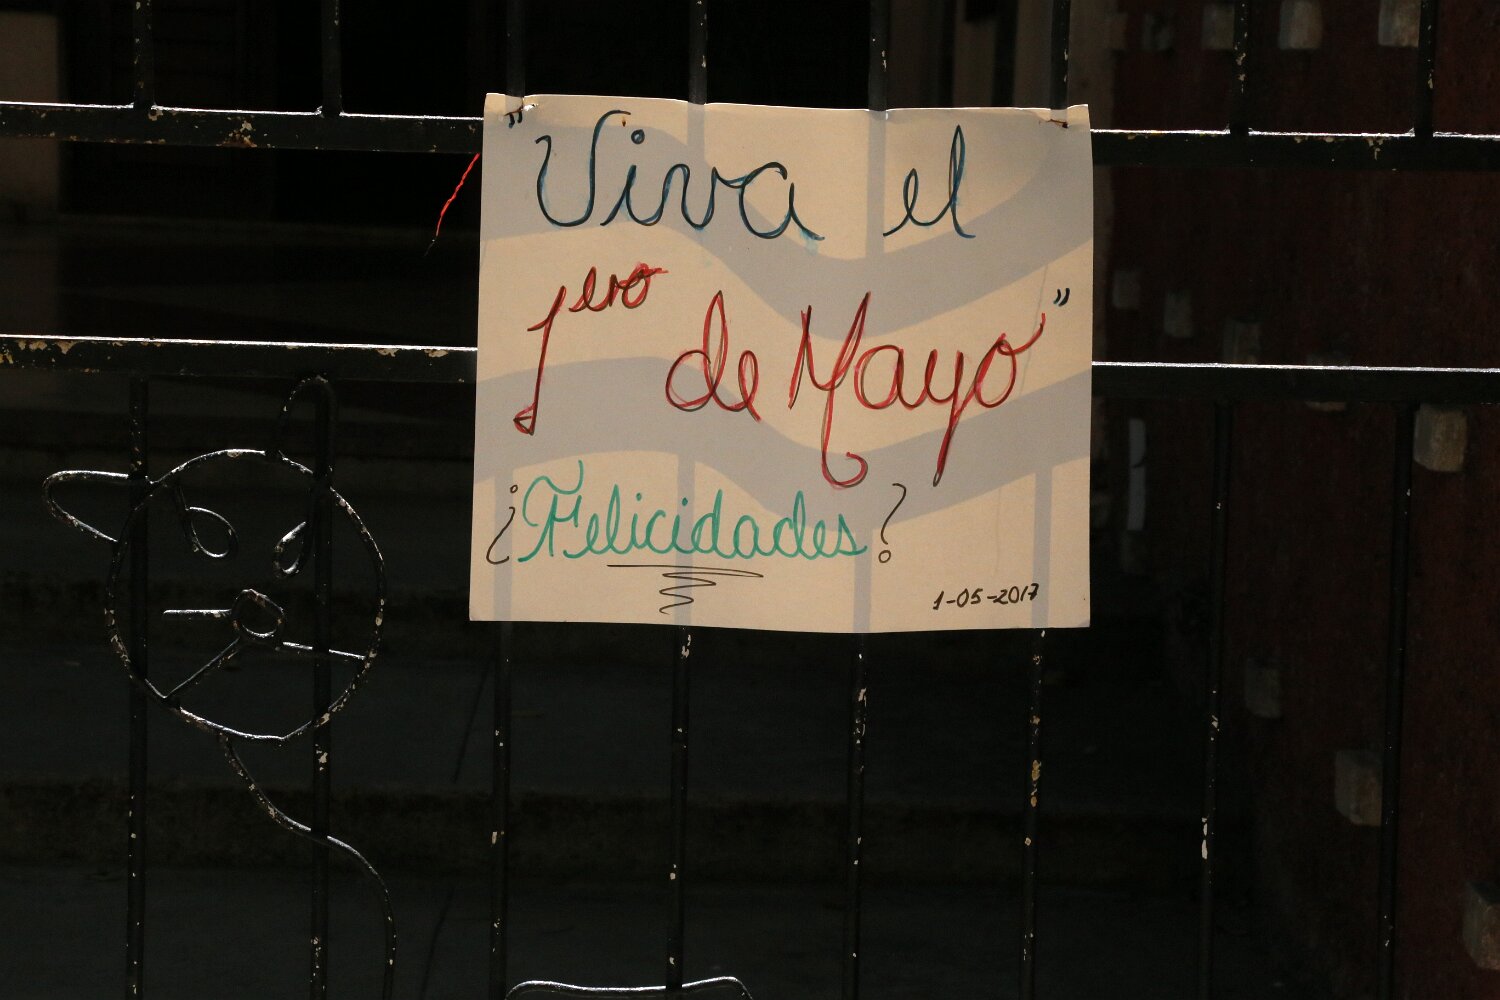 "Viva el
1ero de Mayo"
¿Felicidades?
1-05-2017